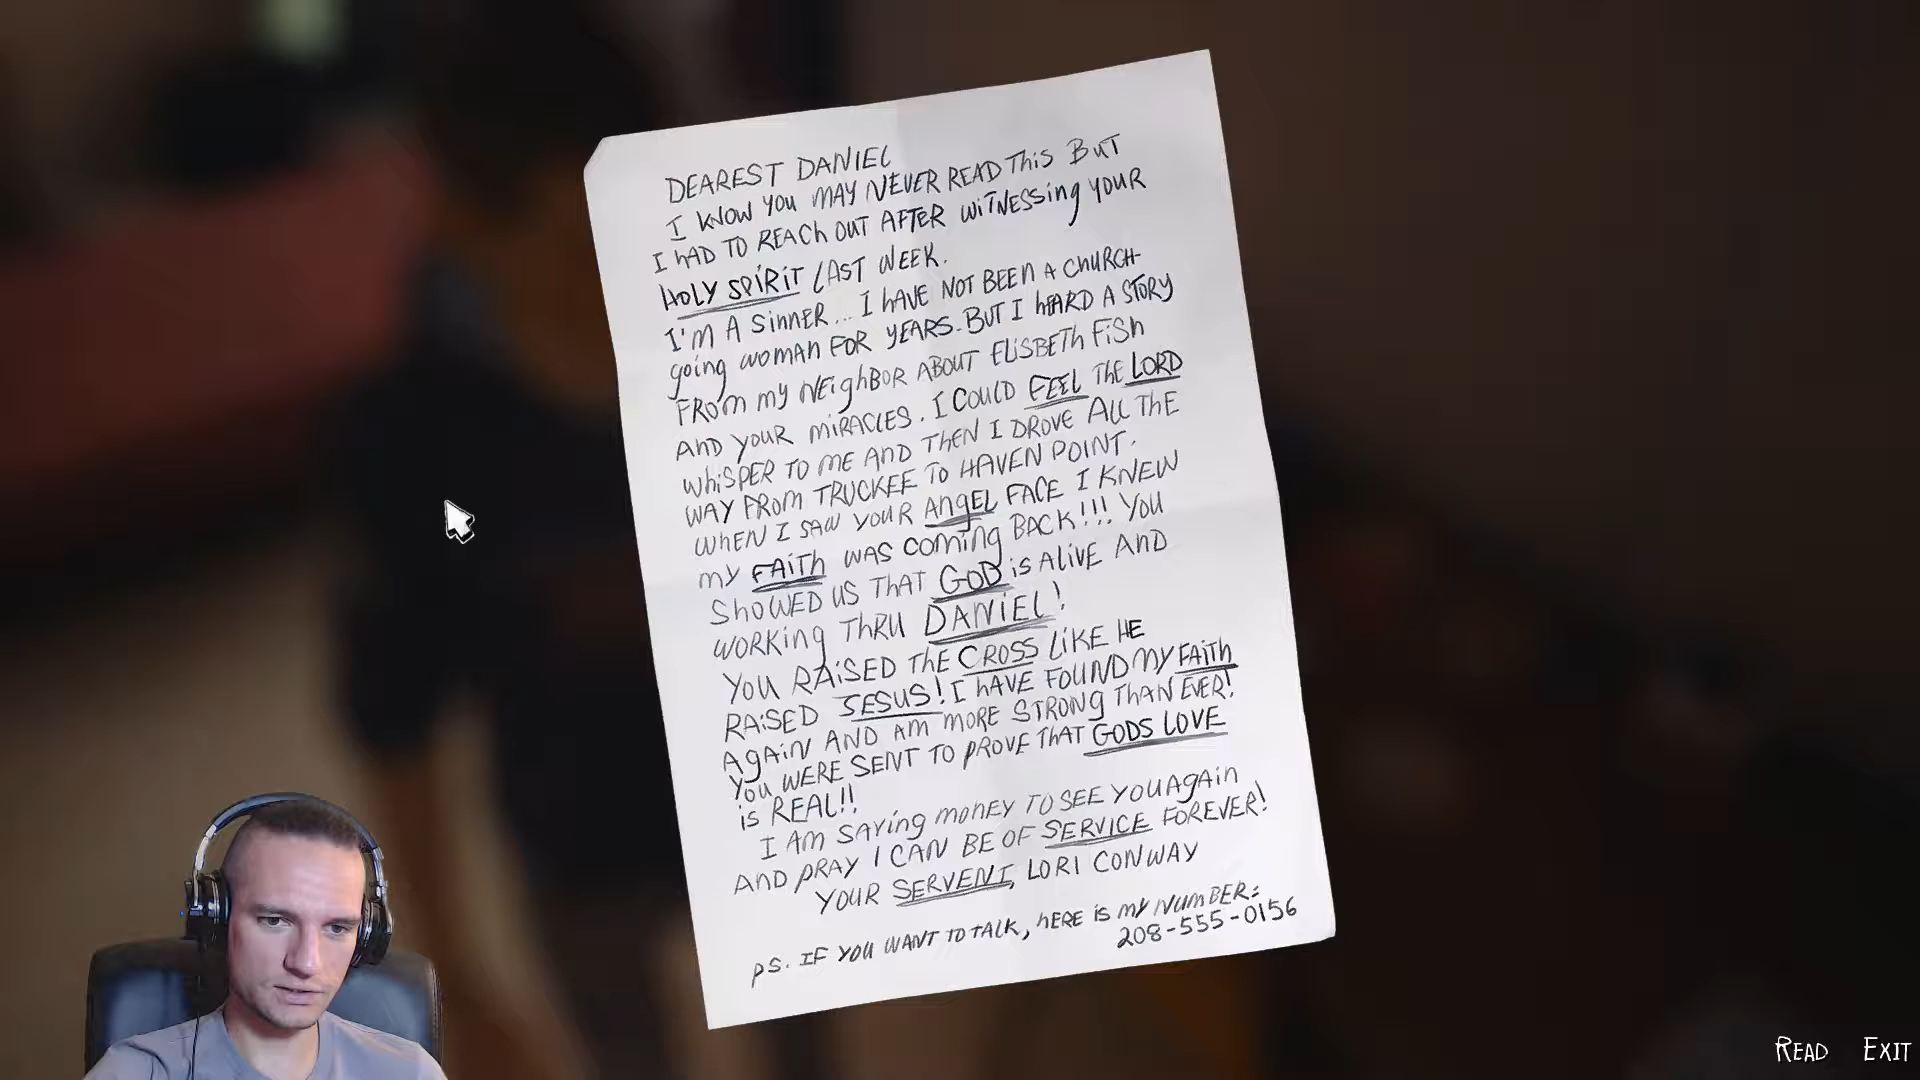 DEAREST DANIEL
I KNOW YOU MAY NEVER READ THiS BUT
I hAD TO REACh OUT AFTER WiTNESSing YOUR
HOLY SPiRiT LAST WEEK.
I'M A SinnER... I hAVE NOT BEEN A ChURCH-
going WOMAN FOR YEARS. BUT I hEARD A STORY
FROM MY NEighBOR ABOUT ELiSBETh FiSh
AND YOUR MiRACLES. I COULD FEEL THE LORD
WhiSPER TO ME AND THEN I DROVE ALL THE
WAY FROM TRUCKEE TO HAVEN POINT.
WHEN I SAW YOUR AngEL FACE I KNEW
MY FAiTh WAS COMing BACK!!! YOU
ShOWED US THAT GOD iS ALiVE AND
WORKing ThRU DANiEL!
YOU RAiSED THE CROSS LiKE HE
RAiSED JESUS! I hAVE FOUND MY FAiTh
AgAiN AND AM MORE STRONg THAN EVER!
YOU WERE SENT TO PROVE THAT GODS LOVE
iS REAL!!
I AM SAVing MONEY TO SEE YOU AgAin
AND PRAY I CAN BE OF SERVICE FOREVER!
YOUR SERVENT, LORI CONWAY
PS. IF YOU WANT TO TALK, hERE iS MY NUMBER:
208-555-0156
READ EXIT